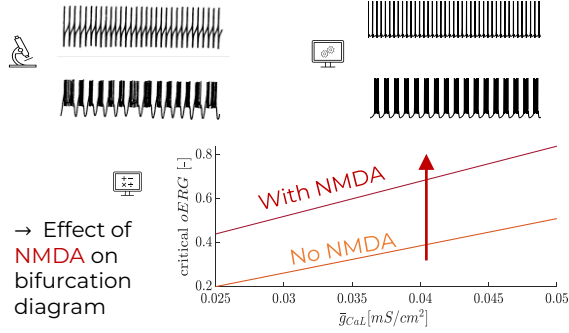 0.8
0.6
0.4
0.2
critical oERG [-]
With NMDA
No NMDA
0.025
0.03
0.035
0.04
0.045
0.05
g̅CaL[mS/cm²]
→ Effect of
NMDA on
bifurcation
diagram